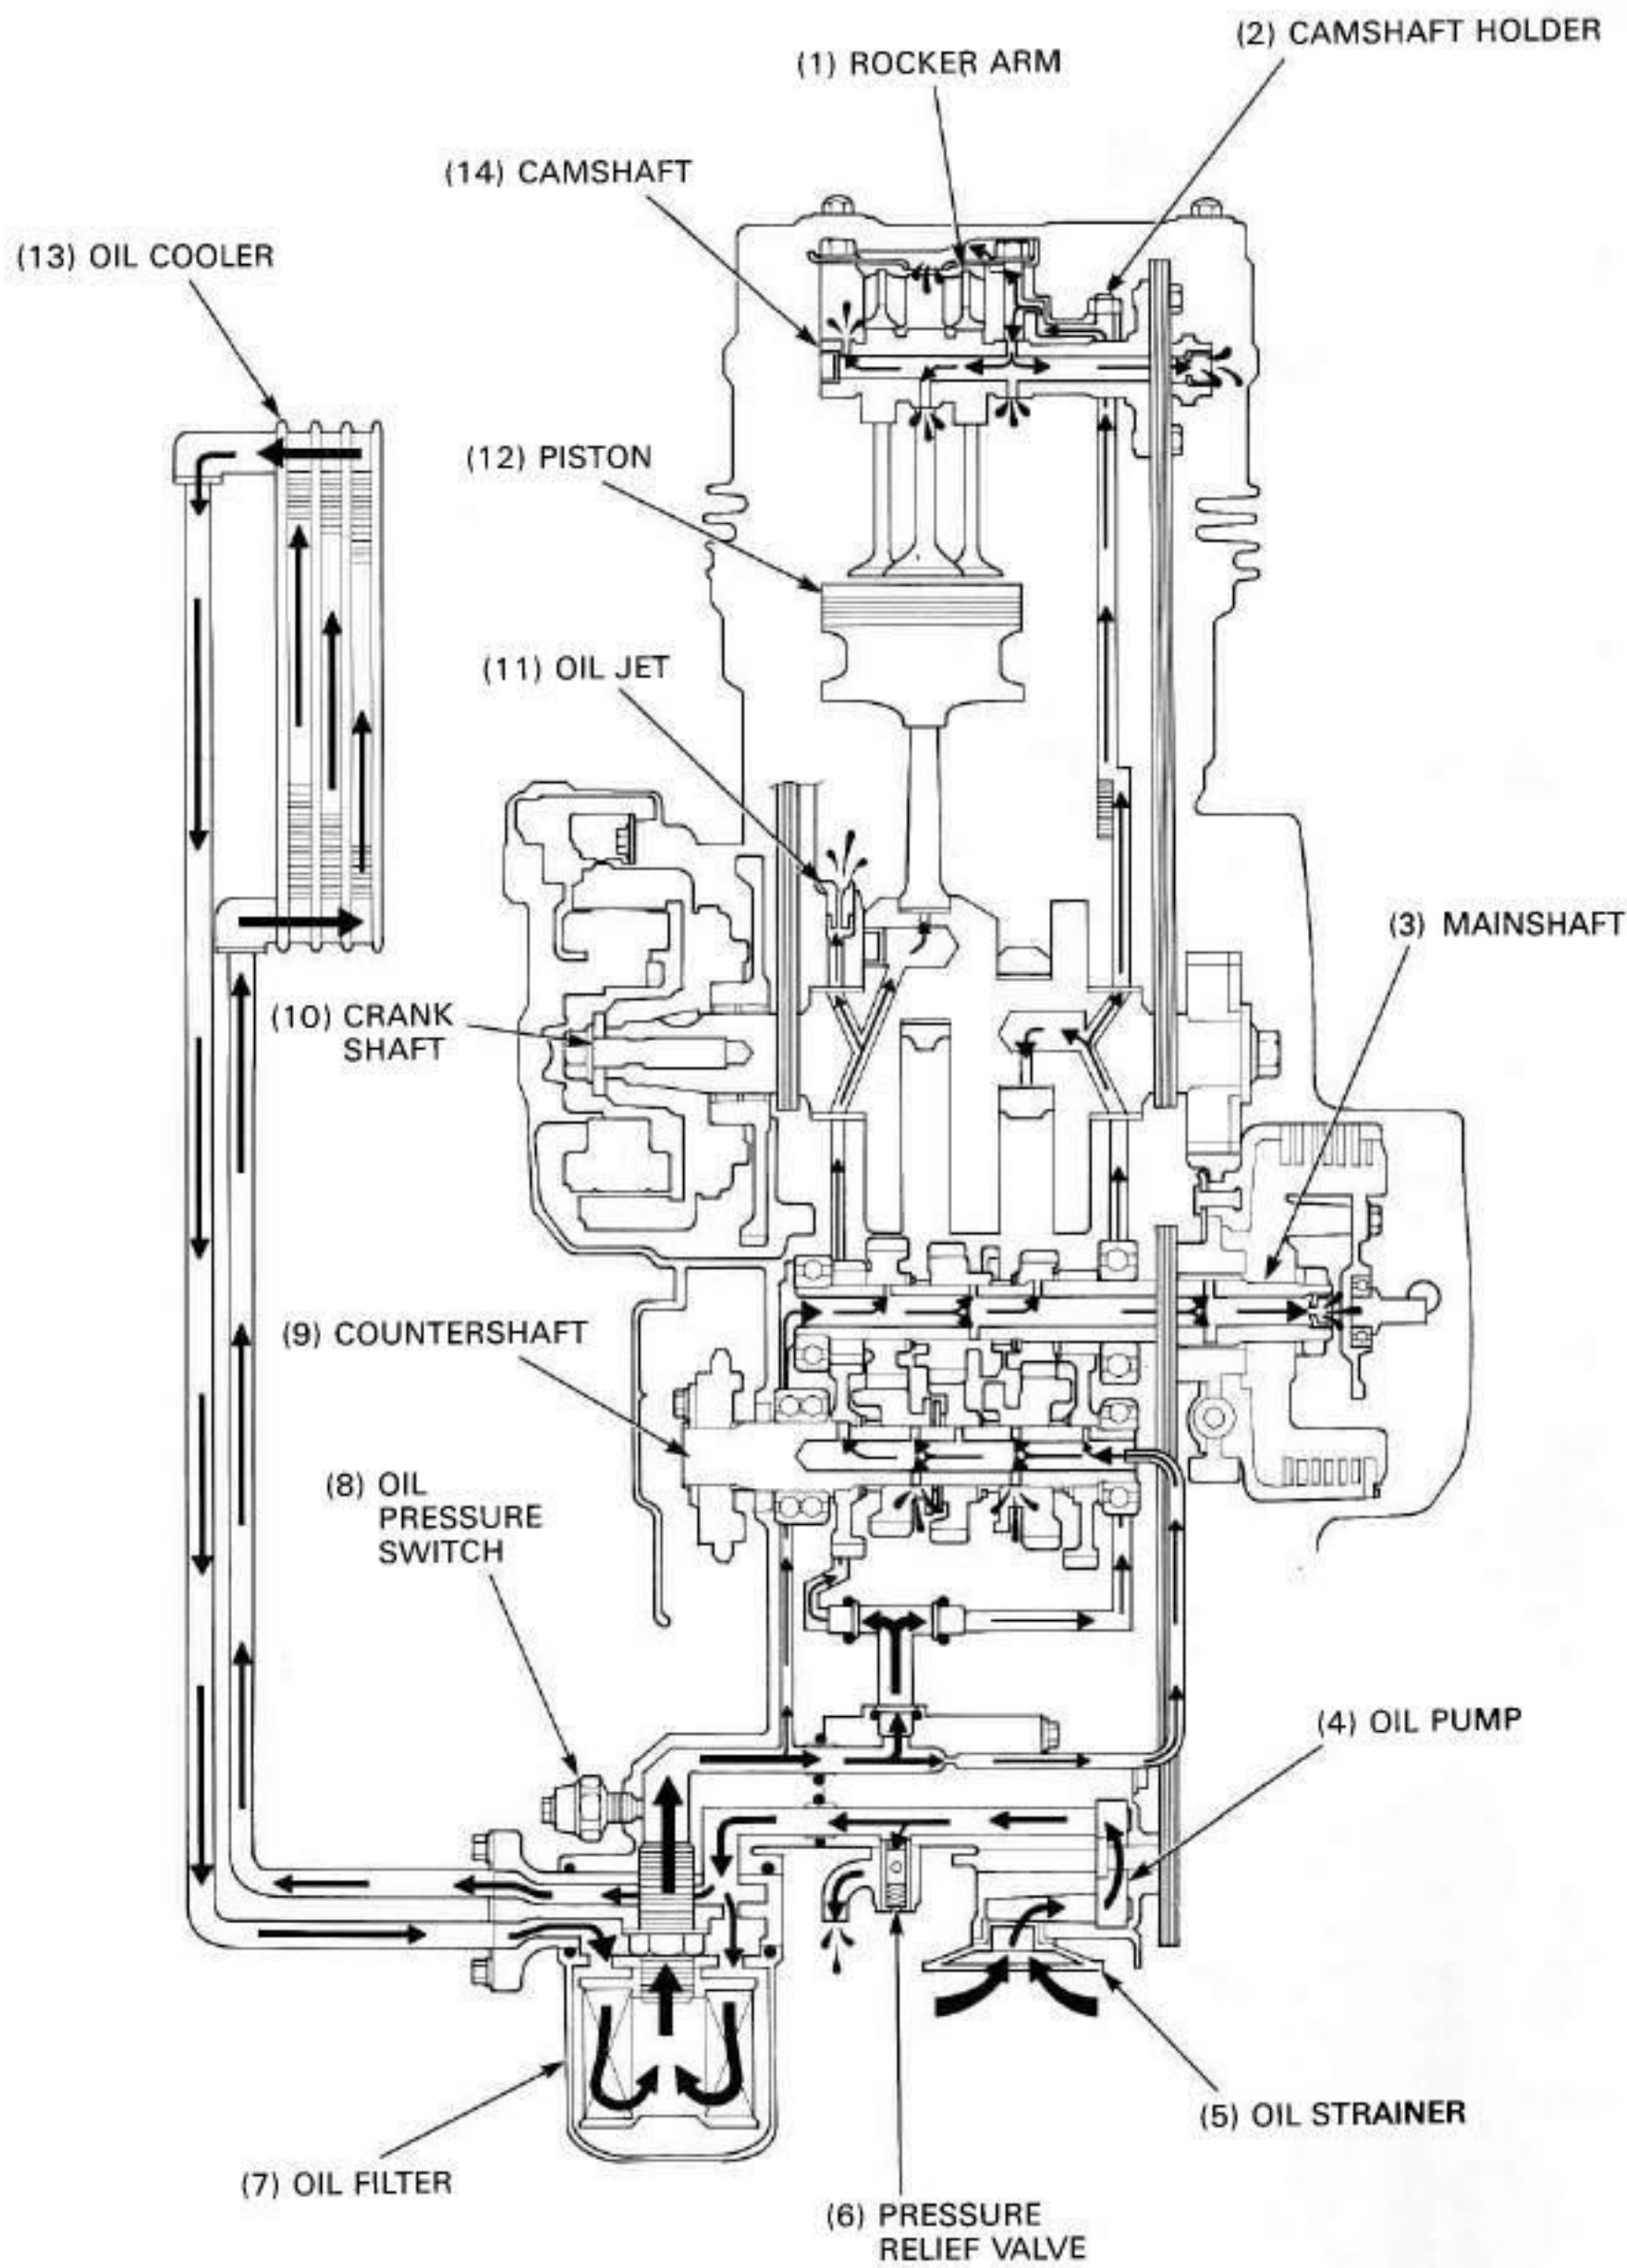 (2) CAMSHAFT HOLDER
(1) ROCKER ARM
(14) CAMSHAFT
(13) OIL COOLER
(12) PISTON
(11) OIL JET
(3) MAINSHAFT
(10) CRANK
SHAFT
(9) COUNTERSHAFT
(8) OIL
PRESSURE
SWITCH
(4) OIL PUMP
(5) OIL STRAINER
(7) OIL FILTER
(6) PRESSURE
RELIEF VALVE